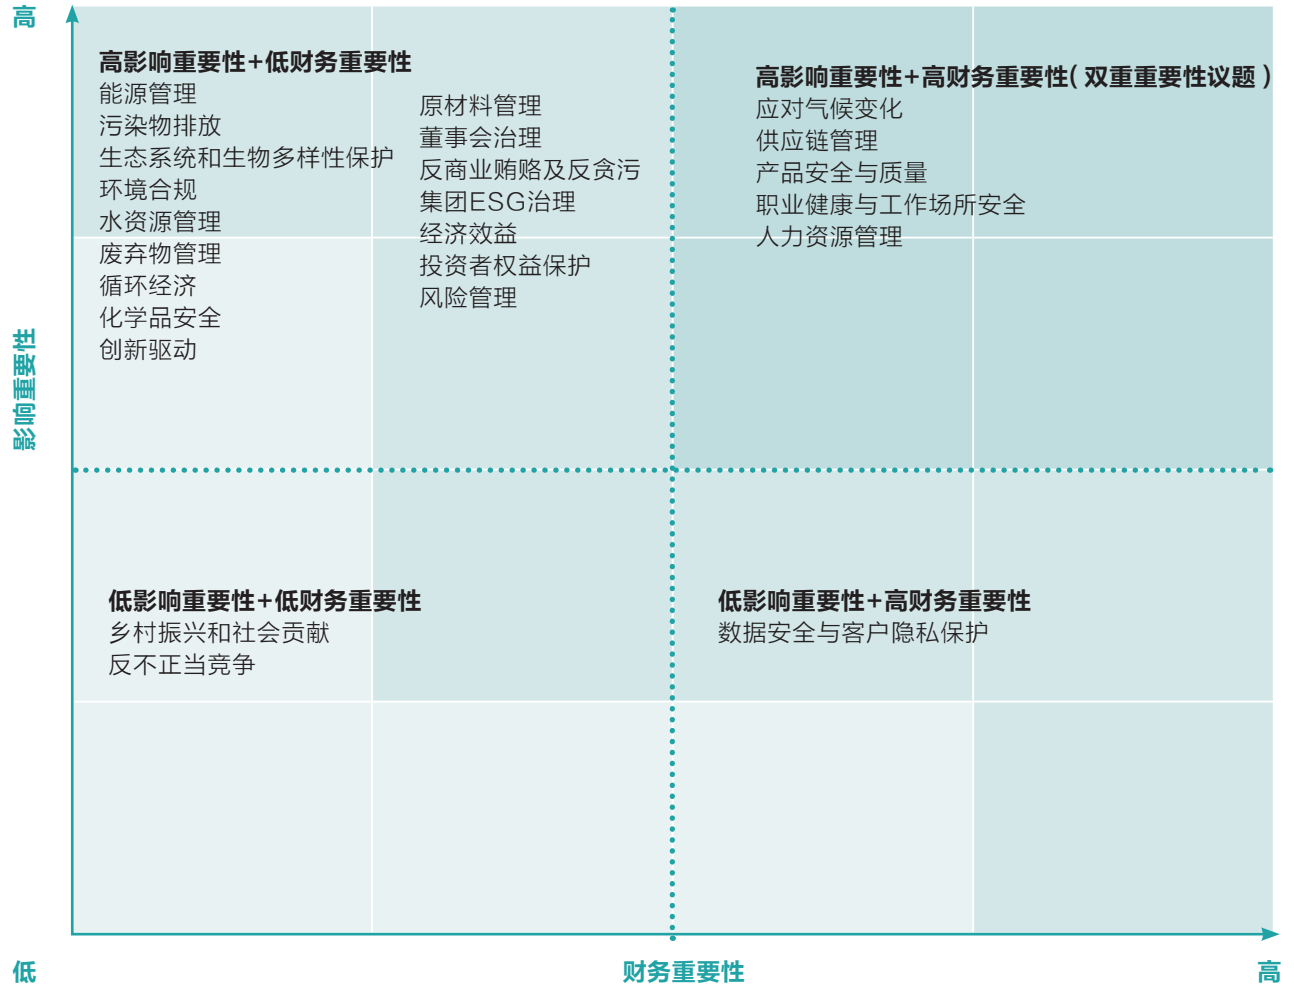 高
高影响重要性+低财务重要性
能源管理
污染物排放
生态系统和生物多样性保护
环境合规
水资源管理
废弃物管理
循环经济
化学品安全
创新驱动
原材料管理
董事会治理
反商业贿赂及反贪污
集团ESG治理
经济效益
投资者权益保护
风险管理
高影响重要性+高财务重要性(双重重要性议题)
应对气候变化
供应链管理
产品安全与质量
职业健康与工作场所安全
人力资源管理
影响重要性
低影响重要性+低财务重要性
乡村振兴和社会贡献
反不正当竞争
低影响重要性+高财务重要性
数据安全与客户隐私保护
低
财务重要性
高